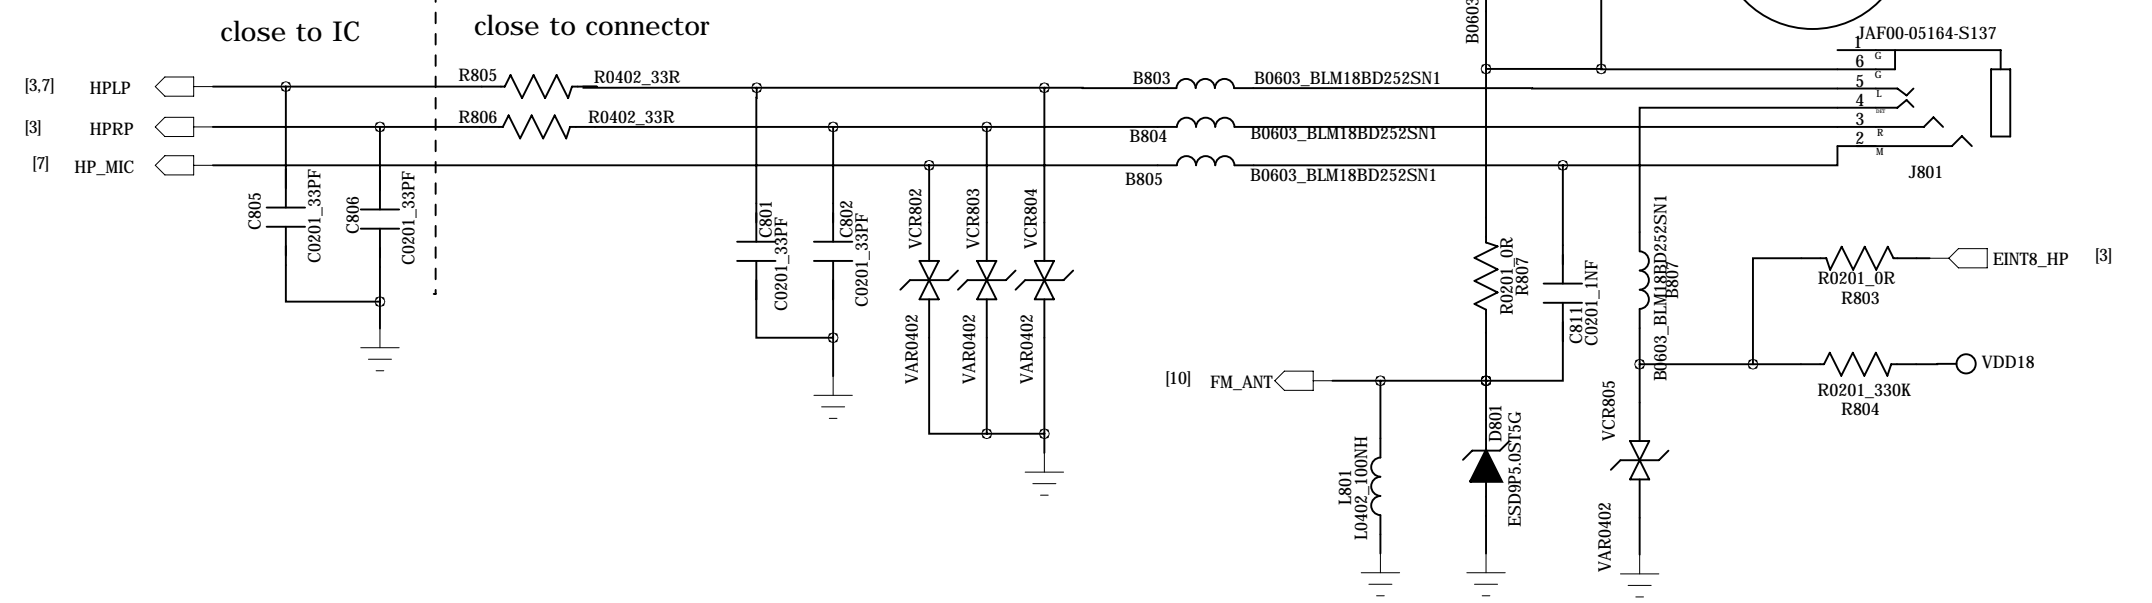 close to IC
close to connector
B0603
JAF00-05164-S137
1
G
6
G
5
L
4
3
R
2
M
J801
[3,7]
HPLP
R805
R0402_33R
B803
B0603_BLM18BD252SN1
[3]
HPRP
R806
R0402_33R
B804
B0603_BLM18BD252SN1
[7]
HP_MIC
B805
B0603_BLM18BD252SN1
C805
C0201_33PF
C806
C0201_33PF
C801
C0201_33PF
C802
C0201_33PF
VCR802
VAR0402
VCR803
VAR0402
VCR804
VAR0402
R0201_0R
R807
C811
C0201_1NF
B0603_BLM18BD252SN1
B807
EINT8_HP
[3]
R0201_0R
R803
VDD18
R0201_330K
R804
[10]
FM_ANT
L801
L0402_100NH
D801
ESD9P5.0ST5G
VCR805
VAR0402